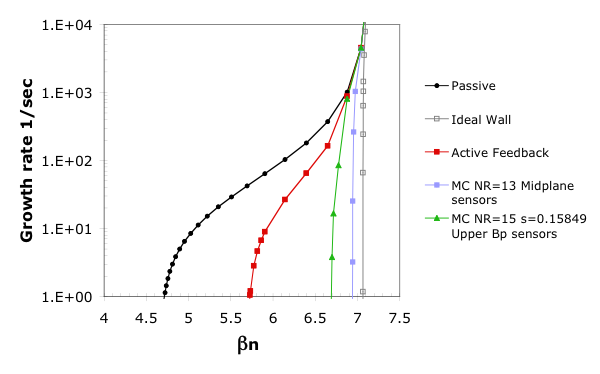 1.E+04
1.E+03
1.E+02
1.E+01
1.E+00
Growth rate 1/sec
4 4.5 5 5.5 6 6.5 7 7.5
βn
Passive
Ideal Wall
Active Feedback
MC NR=13 Midplane
sensors
MC NR=15 s=0.15849
Upper Bp sensors